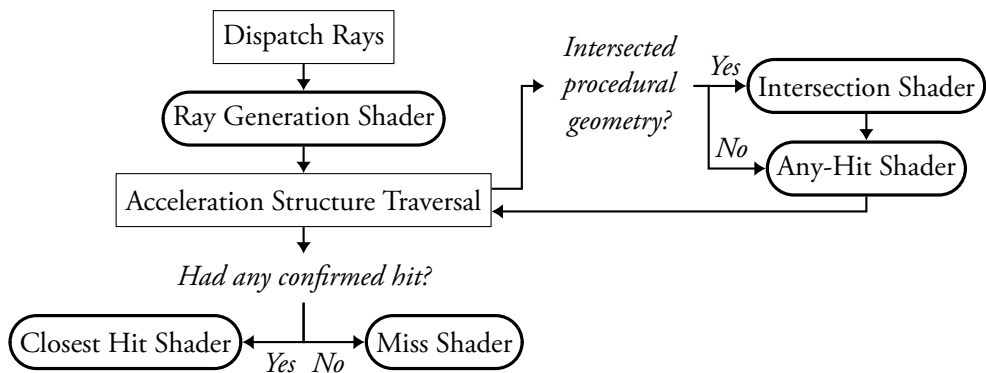 Dispatch Rays
Ray Generation Shader
Acceleration Structure Traversal
Intersected
procedural
geometry?
Yes
Intersection Shader
No
Any-Hit Shader
Had any confirmed hit?
Closest Hit Shader
Yes No
Miss Shader